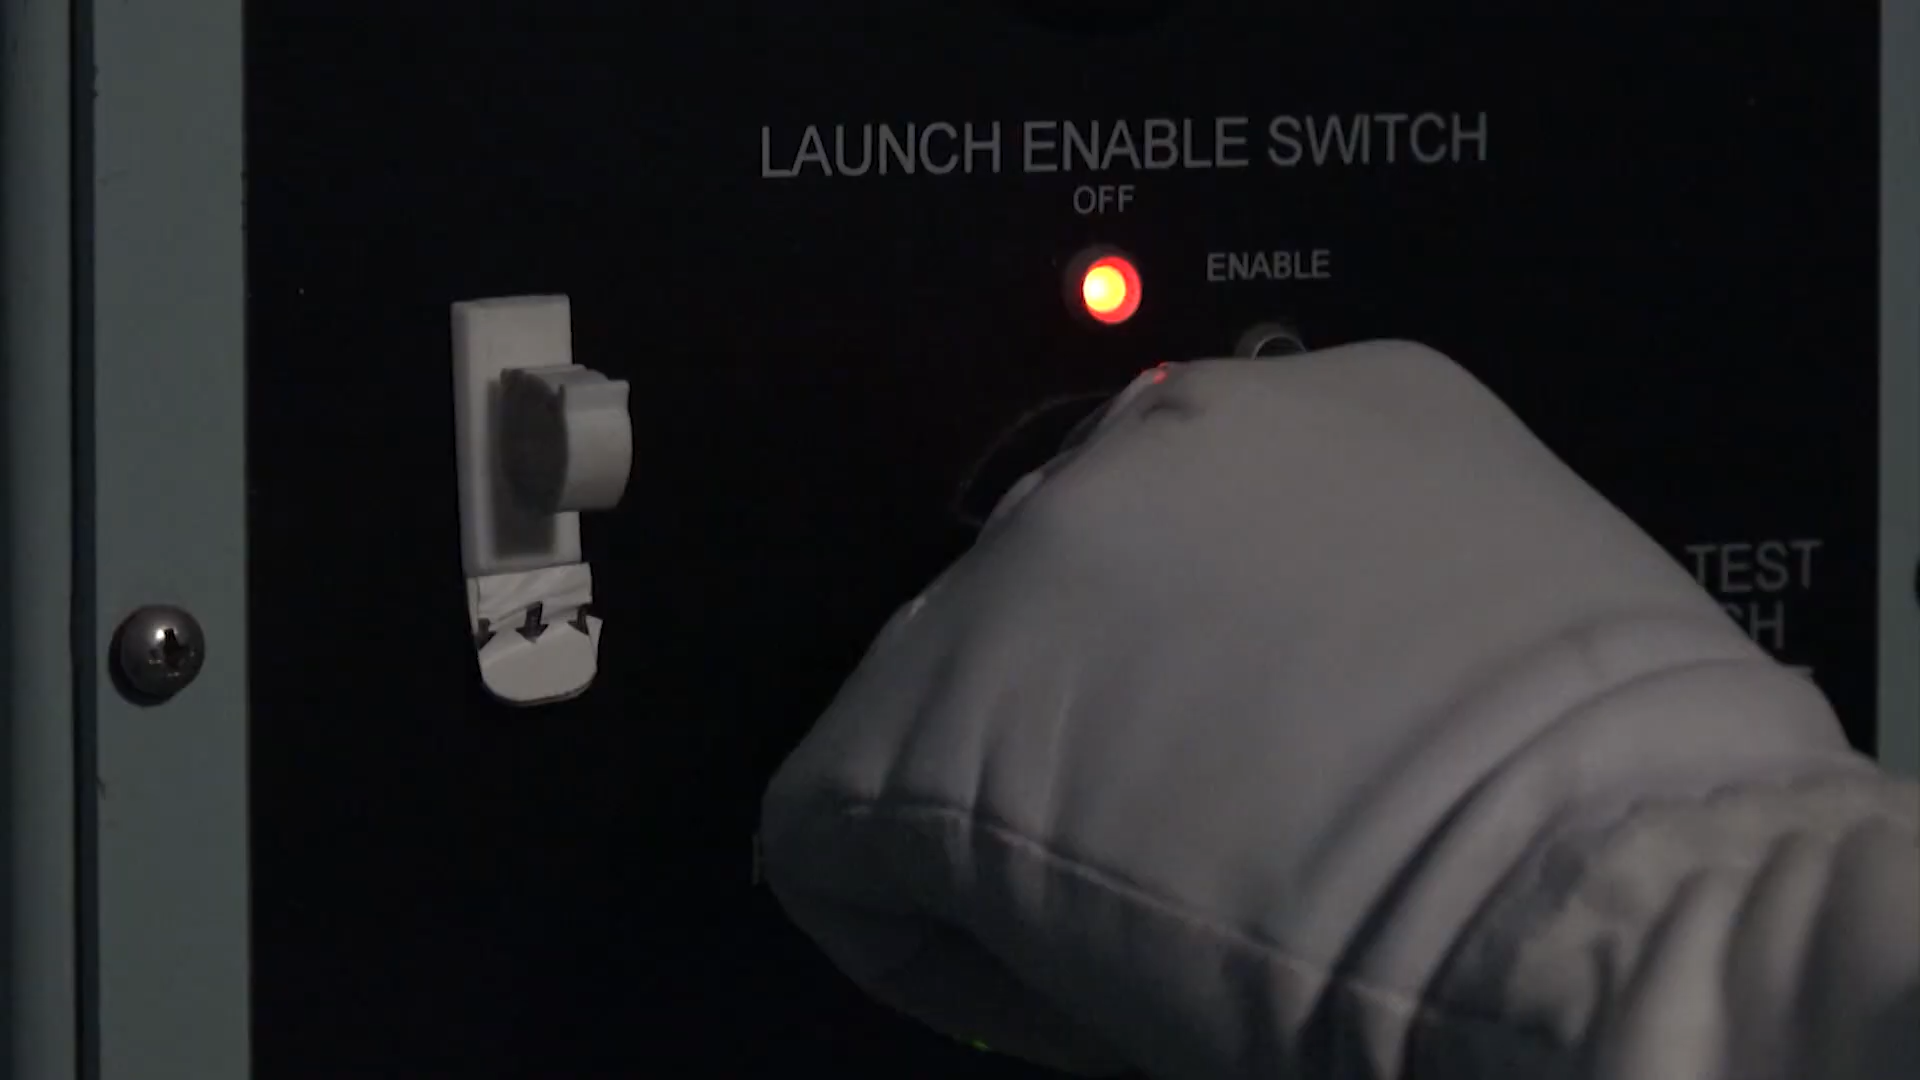 LAUNCH ENABLE SWITCH
OFF
ENABLE
TEST